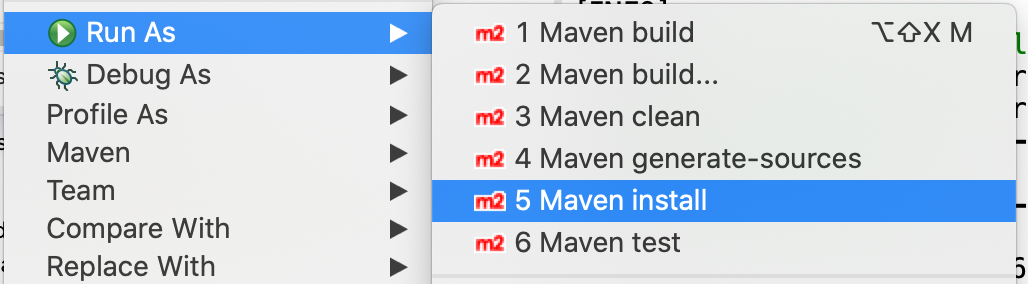 Run As
Debug As
Profile As
Maven
Team
Compare With
Replace With
m2 1 Maven build ⌥⇧X M
m2 2 Maven build...
m2 3 Maven clean
m2 4 Maven generate-sources
m2 5 Maven install
m2 6 Maven test